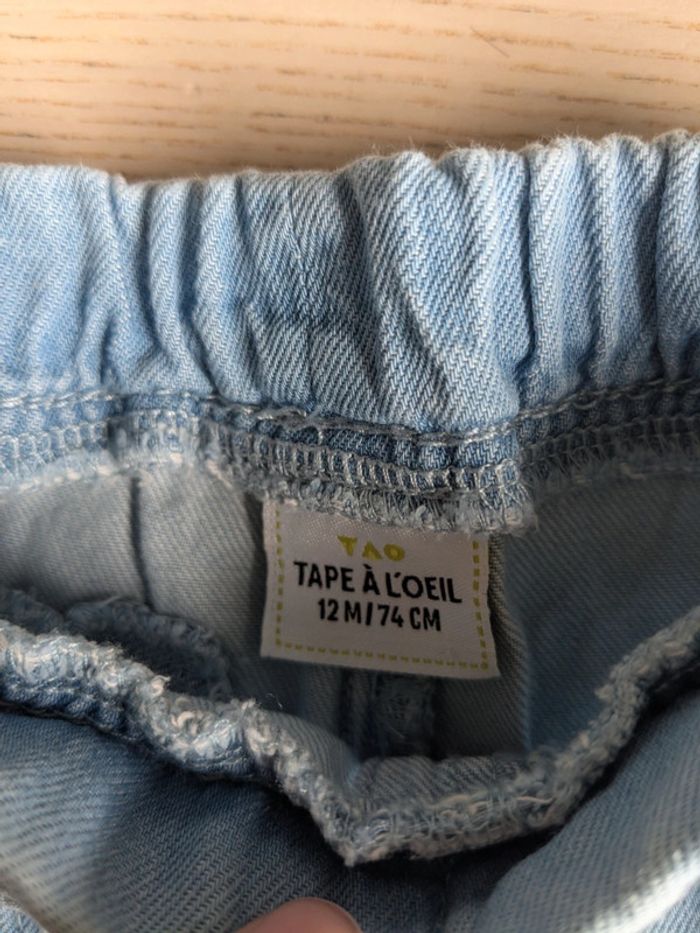 TAO
TAPE À L'OEIL
12 M / 74 CM